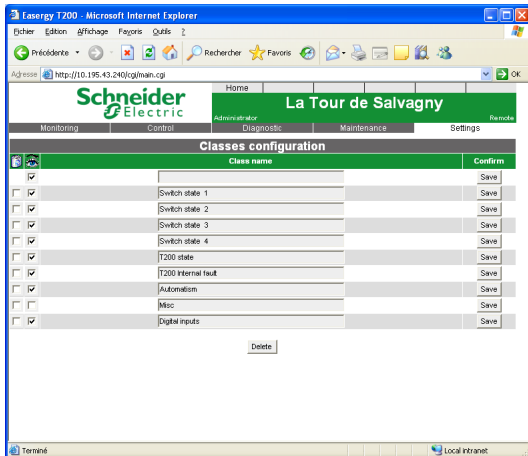 Easergy T200 - Microsoft Internet Explorer
Fichier Edition Affichage Favoris Outils ?
Précédente Rechercher Favoris
Adresse http://10.195.43.240/cgi/main.cgi OK
Schneider Electric
Home
La Tour de Salvagny
Administrator Remote
Monitoring Control Diagnostic Maintenance Settings
Classes configuration
Class name Confirm
Save
Switch state 1 Save
Switch state 2 Save
Switch state 3 Save
Switch state 4 Save
T200 state Save
T200 Internal fault Save
Automatism Save
Misc Save
Digital inputs Save
Delete
Terminé Local intranet